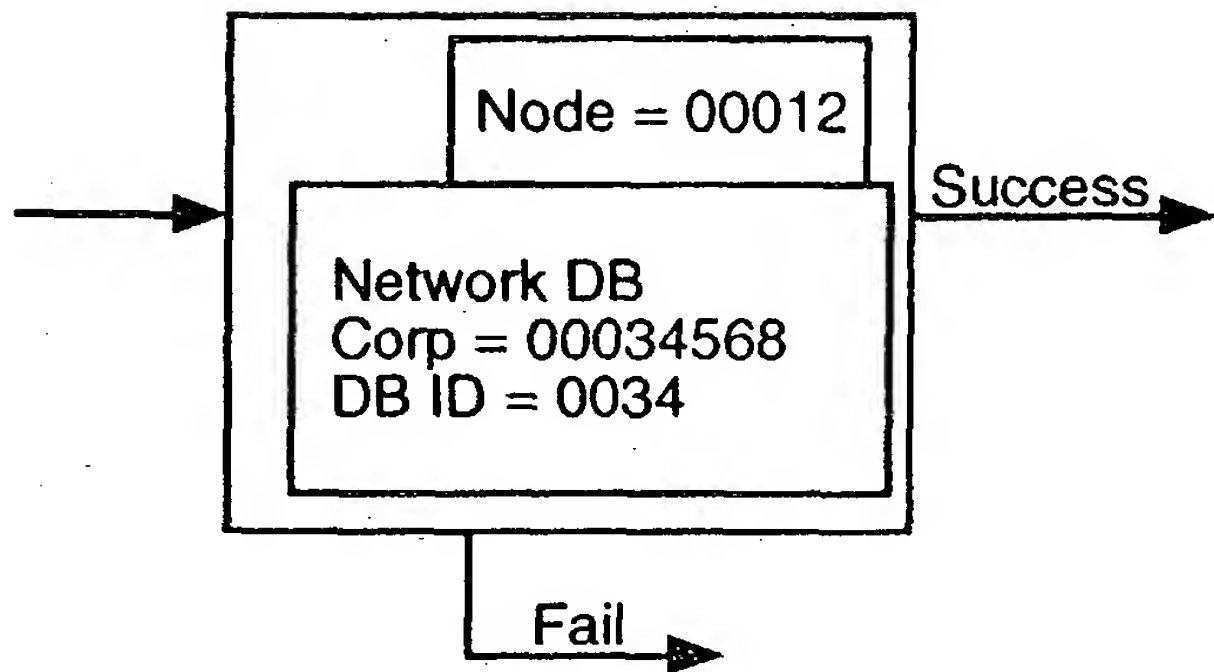 Node = 00012
Success
Network DB
Corp = 00034568
DB ID = 0034
Fail